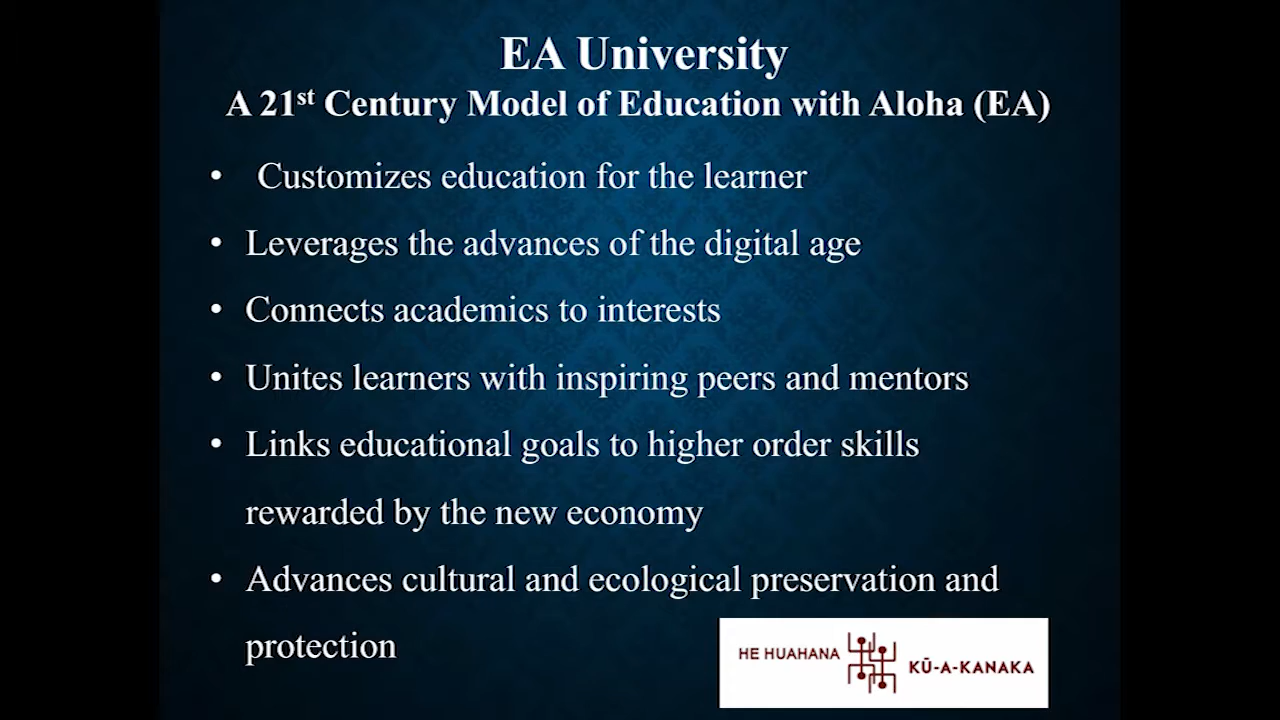 EA University
A 21st Century Model of Education with Aloha (EA)
• Customizes education for the learner
• Leverages the advances of the digital age
• Connects academics to interests
• Unites learners with inspiring peers and mentors
• Links educational goals to higher order skills
rewarded by the new economy
• Advances cultural and ecological preservation and
protection
HE HUAHANA
KŪ-A-KANAKA